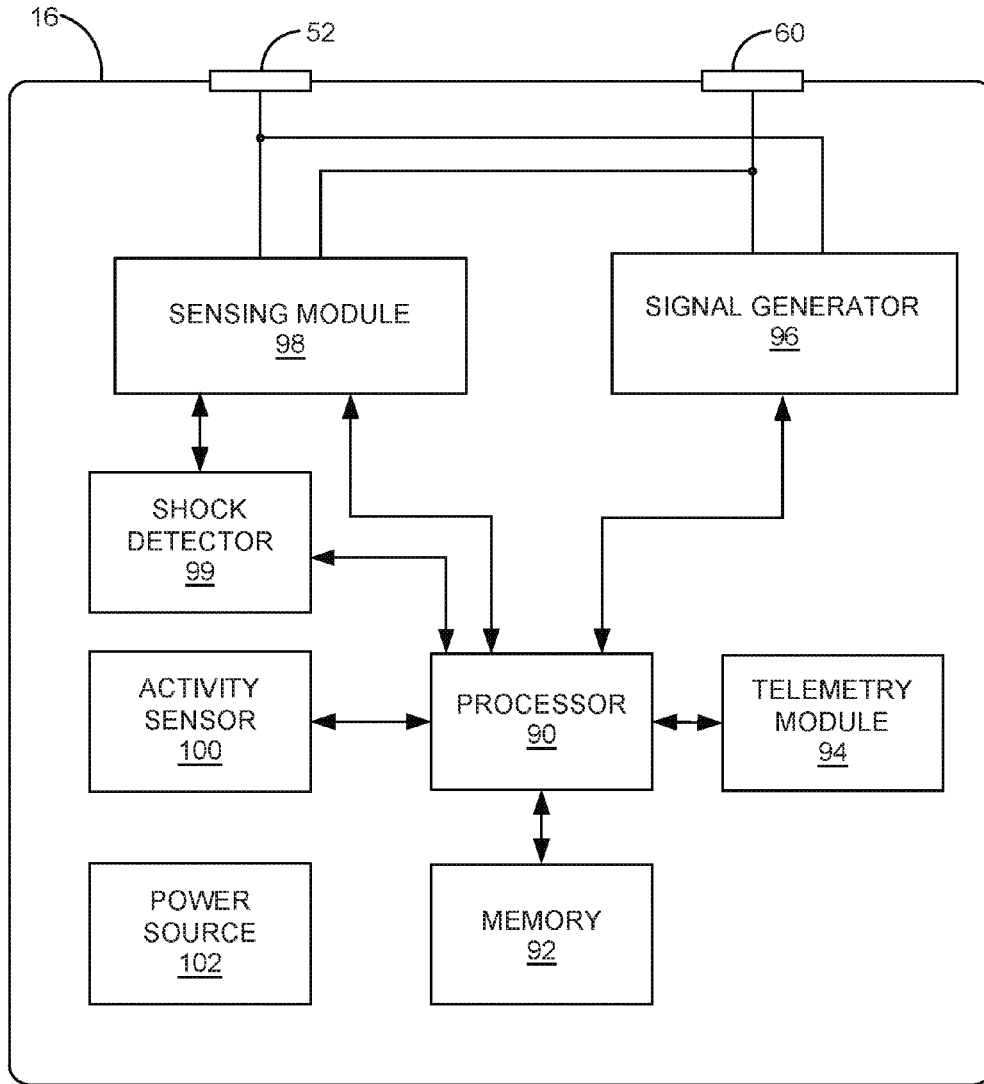 16
52
60
SENSING MODULE
98
SIGNAL GENERATOR
96
SHOCK
DETECTOR
99
ACTIVITY
SENSOR
100
PROCESSOR
90
TELEMETRY
MODULE
94
POWER
SOURCE
102
MEMORY
92